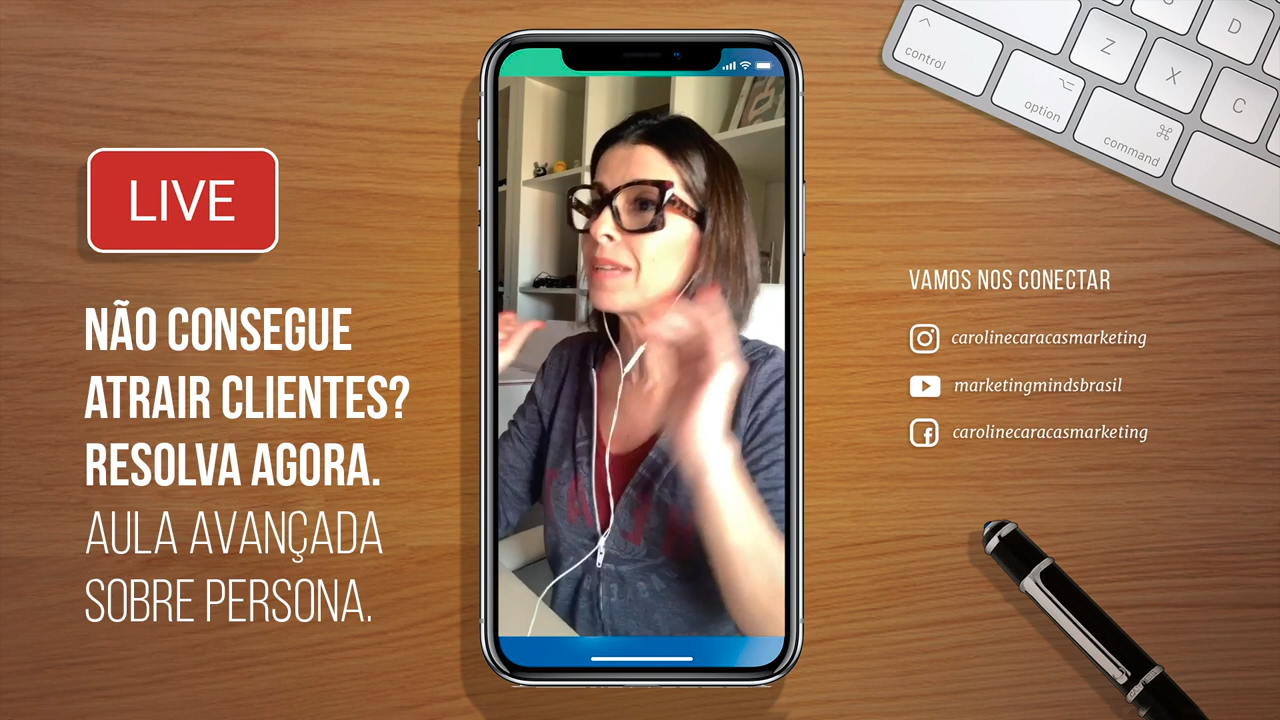 LIVE
NÃO CONSEGUE
ATRAIR CLIENTES?
RESOLVA AGORA.
AULA AVANÇADA
SOBRE PERSONA.
VAMOS NOS CONECTAR
carolinecaracasmarketing
marketingmindsbrasil
carolinecaracasmarketing
control
option
command
Z
X
C
S
D